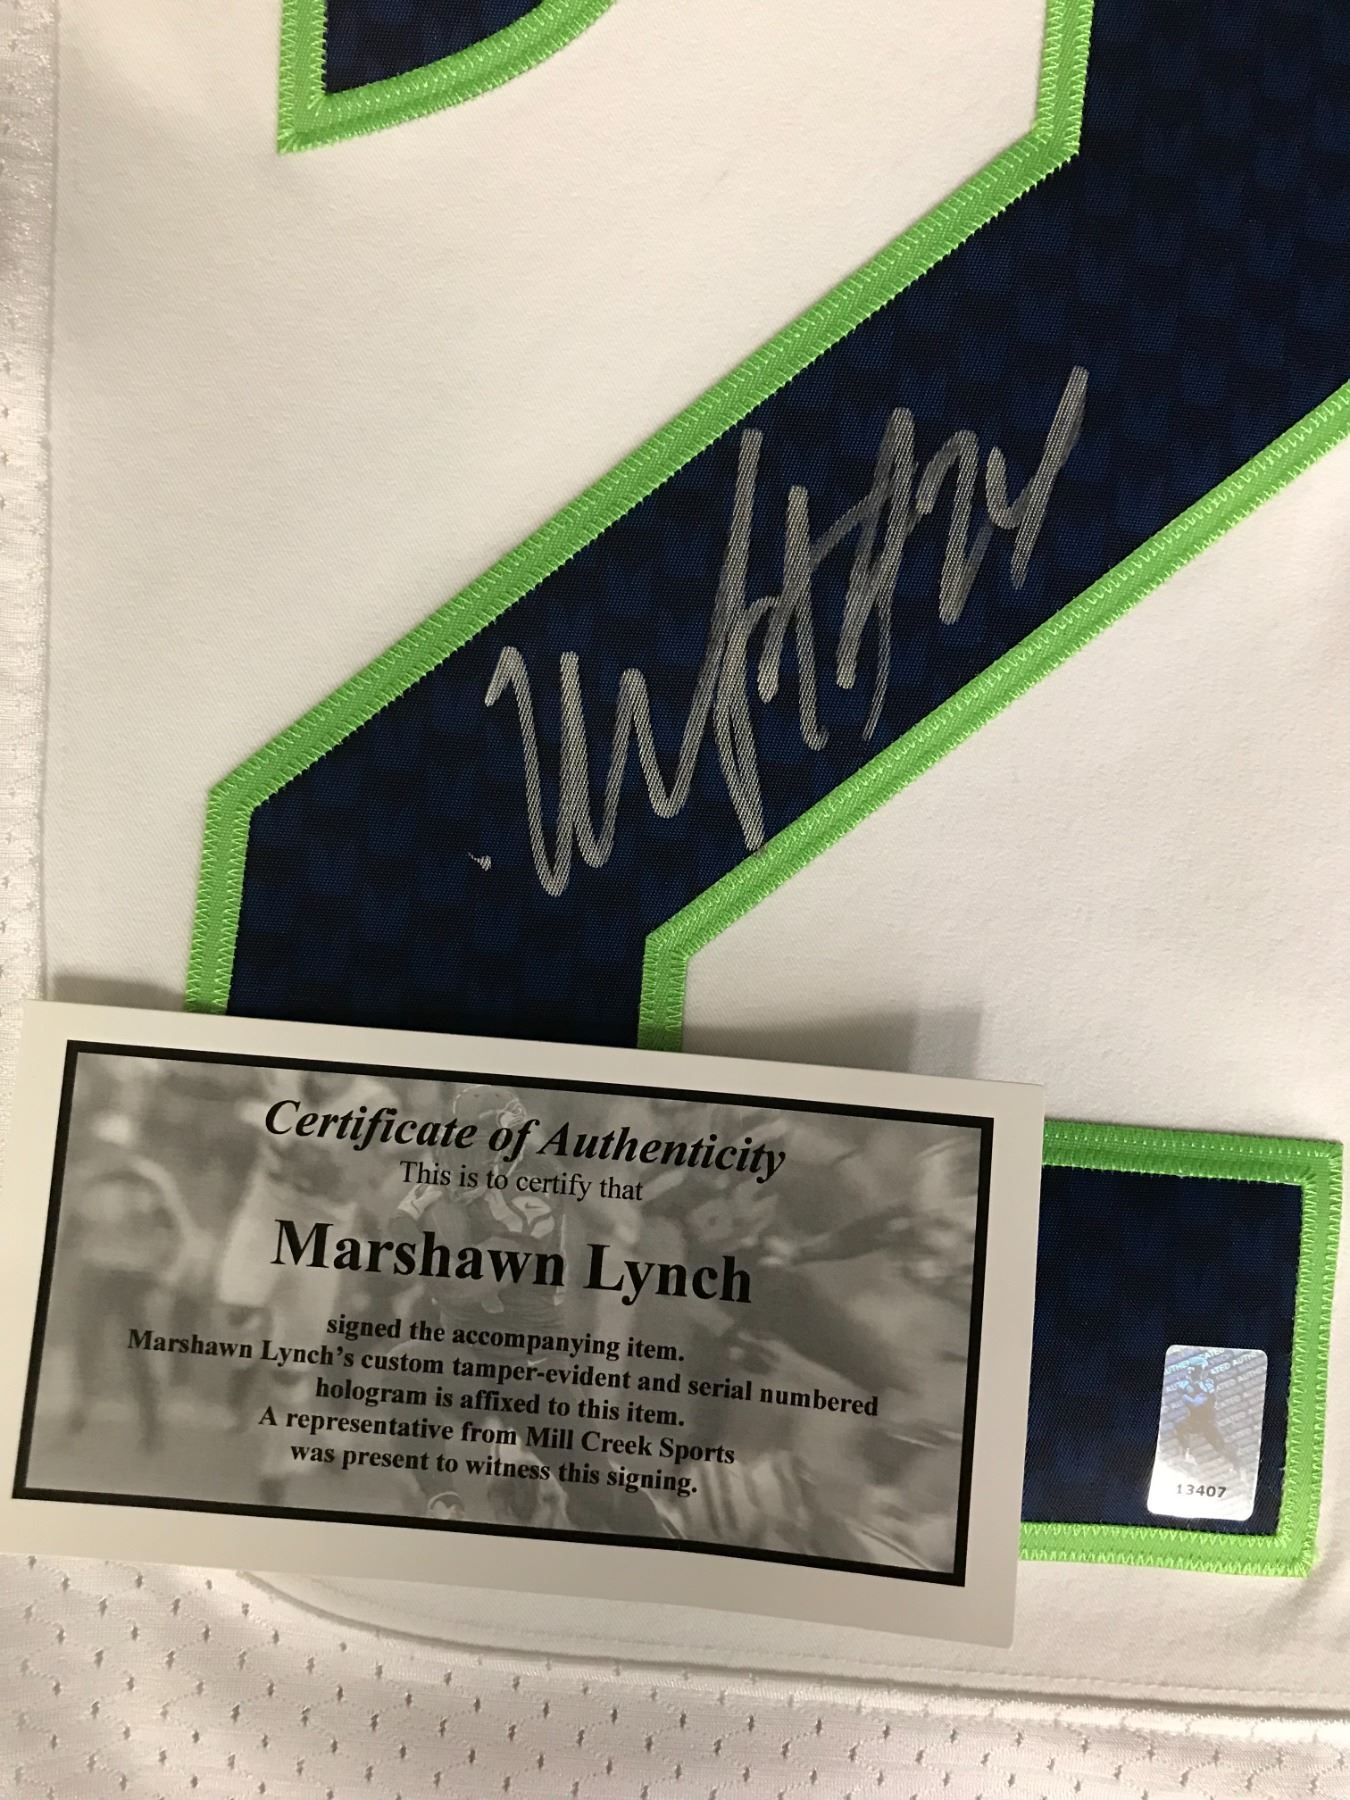 24
Certificate of Authenticity
This is to certify that
Marshawn Lynch
signed the accompanying item.
Marshawn Lynch's custom tamper-evident and serial numbered
hologram is affixed to this item.
A representative from Mill Creek Sports
was present to witness this signing.
13407